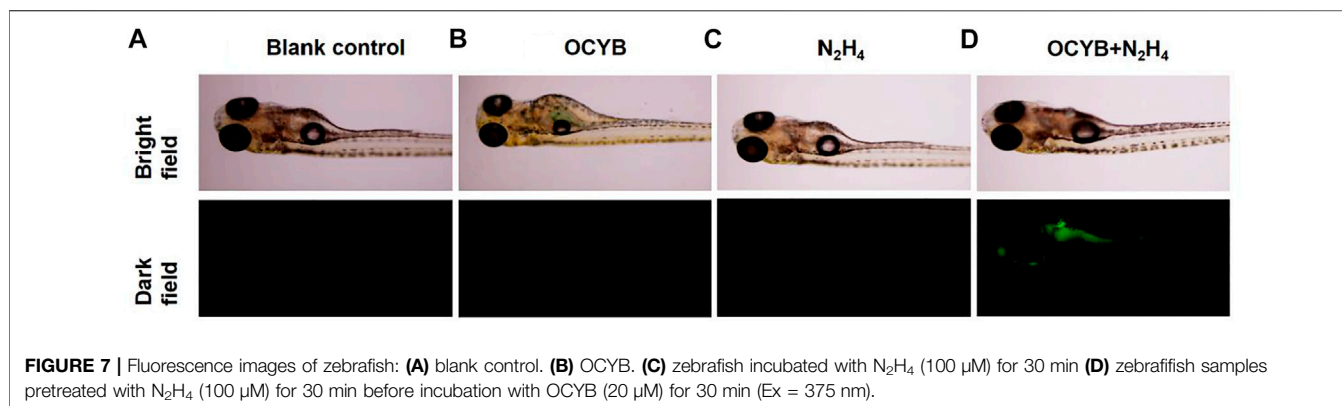 A Blank control B OCYB C N₂H₄ D OCYB+N₂H₄
Bright field
Dark field
FIGURE 7 | Fluorescence images of zebrafish: (A) blank control. (B) OCYB. (C) zebrafish incubated with N₂H₄ (100 µM) for 30 min (D) zebrafifish samples
pretreated with N₂H₄ (100 µM) for 30 min before incubation with OCYB (20 µM) for 30 min (Ex = 375 nm).